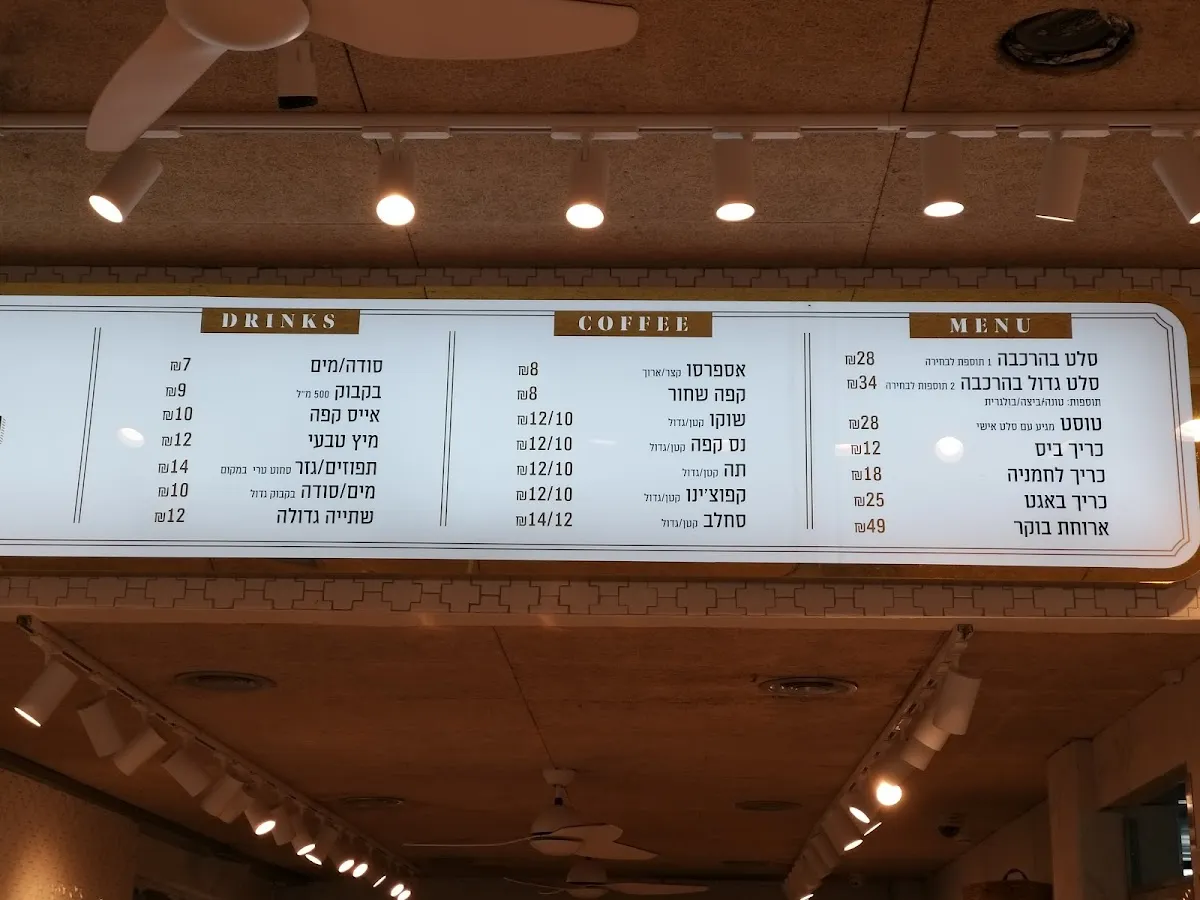 MENU
סלט בהרכבה 1 תוספת לבחירה ₪28
סלט גדול בהרכבה 2 תוספות לבחירה ₪34
תוספות: טונה/ביצה/בולגרית
טוסט מגיע עם סלט אישי ₪28
כריך ביס ₪12
כריך לחמניה ₪18
כריך באגט ₪25
ארוחת בוקר ₪49
COFFEE
אספרסו קצר/ארוך ₪8
קפה שחור ₪8
שוקו קטן/גדול ₪12/10
נס קפה קטן/גדול ₪12/10
תה קטן/גדול ₪12/10
קפוצ'ינו קטן/גדול ₪12/10
סחלב קטן/גדול ₪14/12
DRINKS
סודה/מים ₪7
בקבוק 500 מ"ל ₪9
אייס קפה ₪10
מיץ טבעי ₪12
תפוזים/גזר סחוט טרי במקום ₪14
מים/סודה בקבוק גדול ₪10
שתייה גדולה ₪12